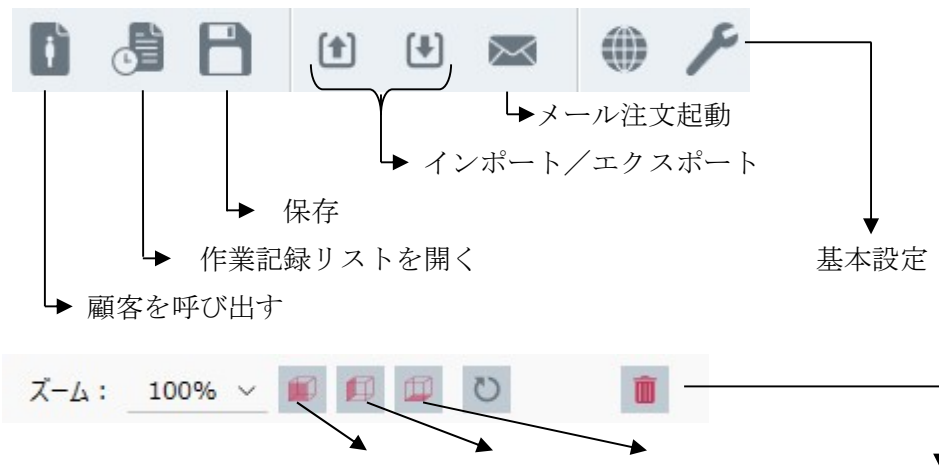 メール注文起動
インポート／エクスポート
保存
作業記録リストを開く
基本設定
顧客を呼び出す
ズーム： 100%